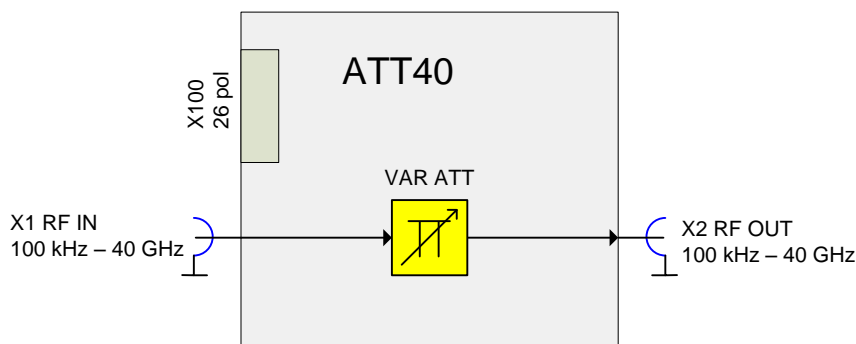 ATT40
X100
26 pol
VAR ATT
X1 RF IN
100 kHz – 40 GHz
X2 RF OUT
100 kHz – 40 GHz